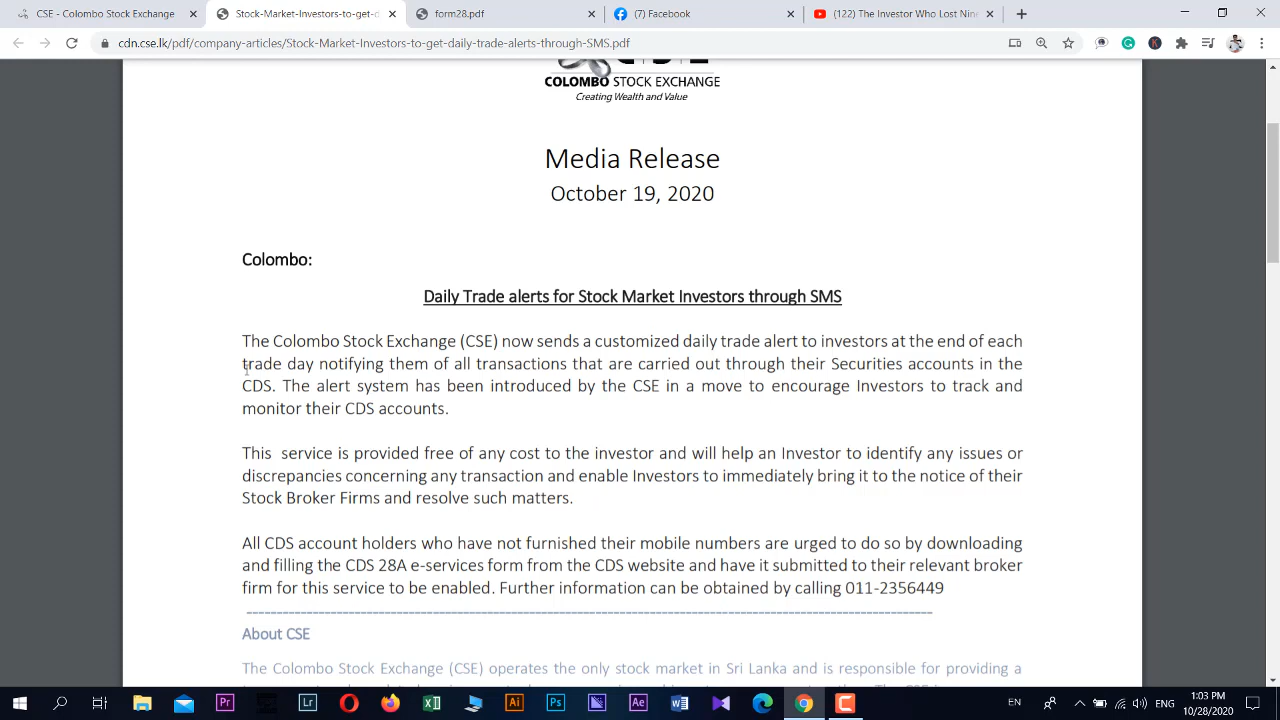 CSE - Colombo Stock Exchange
Stock-Market-Investors-to-get-d
form28.pdf
(2) Facebook
(122) The Investor Who Lost Nine
cdn.cse.lk/pdf/company-articles/Stock-Market-Investor-to-get-daily-trade-alerts-through-SMS.pdf
COLOMBO STOCK EXCHANGE
Creating Wealth and Value
Media Release
October 19, 2020
Colombo:
Daily Trade alerts for Stock Market Investors through SMS
The Colombo Stock Exchange (CSE) now sends a customized daily trade alert to investors at the end of each
trade day notifying them of all transactions that are carried out through their Securities accounts in the
CDS. The alert system has been introduced by the CSE in a move to encourage Investors to track and
monitor their CDS accounts.
This service is provided free of any cost to the investor and will help an Investor to identify any issues or
discrepancies concerning any transaction and enable Investors to immediately bring it to the notice of their
Stock Broker Firms and resolve such matters.
All CDS account holders who have not furnished their mobile numbers are urged to do so by downloading
and filling the CDS 28A e-services form from the CDS website and have it submitted to their relevant broker
firm for this service to be enabled. Further information can be obtained by calling 011-2356449
About CSE
The Colombo Stock Exchange (CSE) operates the only stock market in Sri Lanka and is responsible for providing a
EN
1:03 PM
10/28/2020